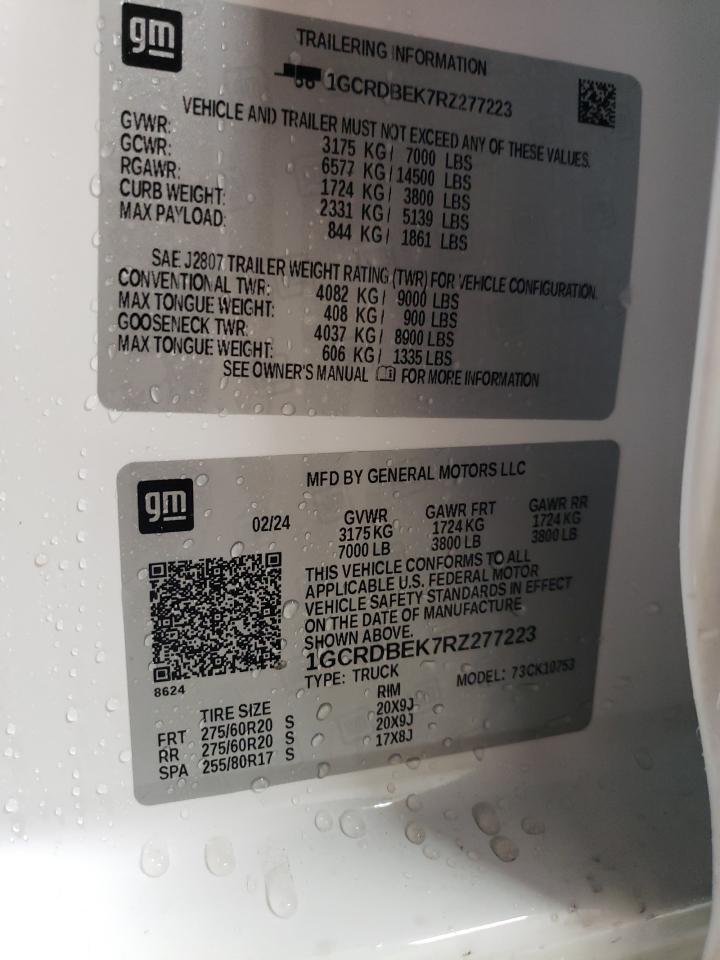 gm
TRAILERING INFORMATION
1GCRDBEK7RZ277223
VEHICLE AND TRAILER MUST NOT EXCEED ANY OF THESE VALUES.
GVWR: 3175 KG/ 7000 LBS
GCWR: 6577 KG/ 14500 LBS
RGAWR: 1724 KG/ 3800 LBS
CURB WEIGHT: 2331 KG/ 5139 LBS
MAX PAYLOAD: 844 KG/ 1861 LBS
SAE J2807 TRAILER WEIGHT RATING (TWR) FOR VEHICLE CONFIGURATION.
CONVENTIONAL TWR: 4082 KG/ 9000 LBS
MAX TONGUE WEIGHT: 408 KG/ 900 LBS
GOOSENECK TWR: 4037 KG/ 8900 LBS
MAX TONGUE WEIGHT: 606 KG/ 1335 LBS
SEE OWNER'S MANUAL FOR MORE INFORMATION
gm
MFD BY GENERAL MOTORS LLC
02/24
GVWR GAWR FRT GAWR RR
3175 KG 1724 KG 1724 KG
7000 LB 3800 LB 3800 LB
THIS VEHICLE CONFORMS TO ALL
APPLICABLE U.S. FEDERAL MOTOR
VEHICLE SAFETY STANDARDS IN EFFECT
ON THE DATE OF MANUFACTURE
SHOWN ABOVE.
1GCRDBEK7RZ277223
8624
TYPE: TRUCK MODEL: 73CK10753
TIRE SIZE RIM
FRT 275/60R20 S 20X9J
RR 275/60R20 S 20X9J
SPA 255/80R17 S 17X8J